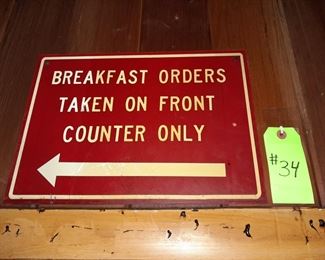 BREAKFAST ORDERS
TAKEN ON FRONT
COUNTER ONLY
#34